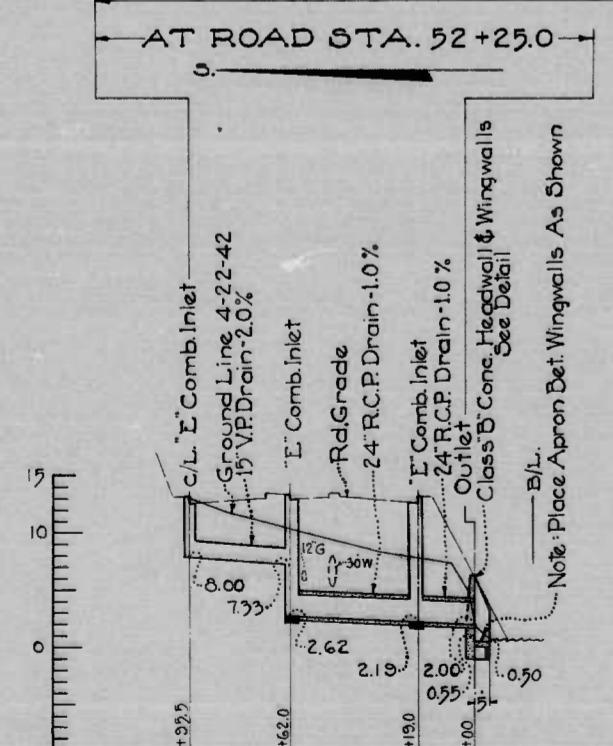 AT ROAD STA. 52+25.0
S.
C/L. "E" Comb. Inlet
Ground Line 4-22-42
15" V.P. Drain-2.0%
"E" Comb. Inlet
Rd. Grade
24" R.C.P. Drain-1.0%
"E" Comb. Inlet
24" R.C.P. Drain-1.0%
Outlet
Class "B" Conc. Headwall & Wingwalls
See Detail
B/L.
Note: Place Apron Bet. Wingwalls As Shown
15
10
0
12"G
30"W
8.00
7.33
2.62
2.19
2.00
0.55
0.50
5
+92.5
+62.0
+19.0
+00